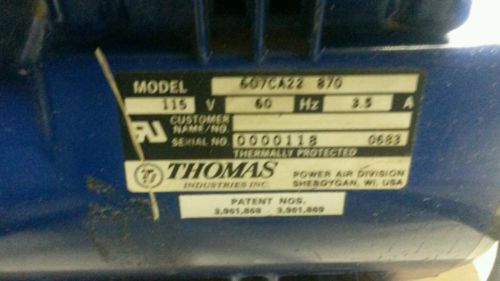 MODEL 607CA22 870
115 V 60 Hz 3.5 A
CUSTOMER
NAME/NO.
SERIAL NO. 0000118 0683
THERMALLY PROTECTED
THOMAS
INDUSTRIES INC.
POWER AIR DIVISION
SHEBOYGAN, WI. USA
PATENT NOS.
3,961,868 3,961,869